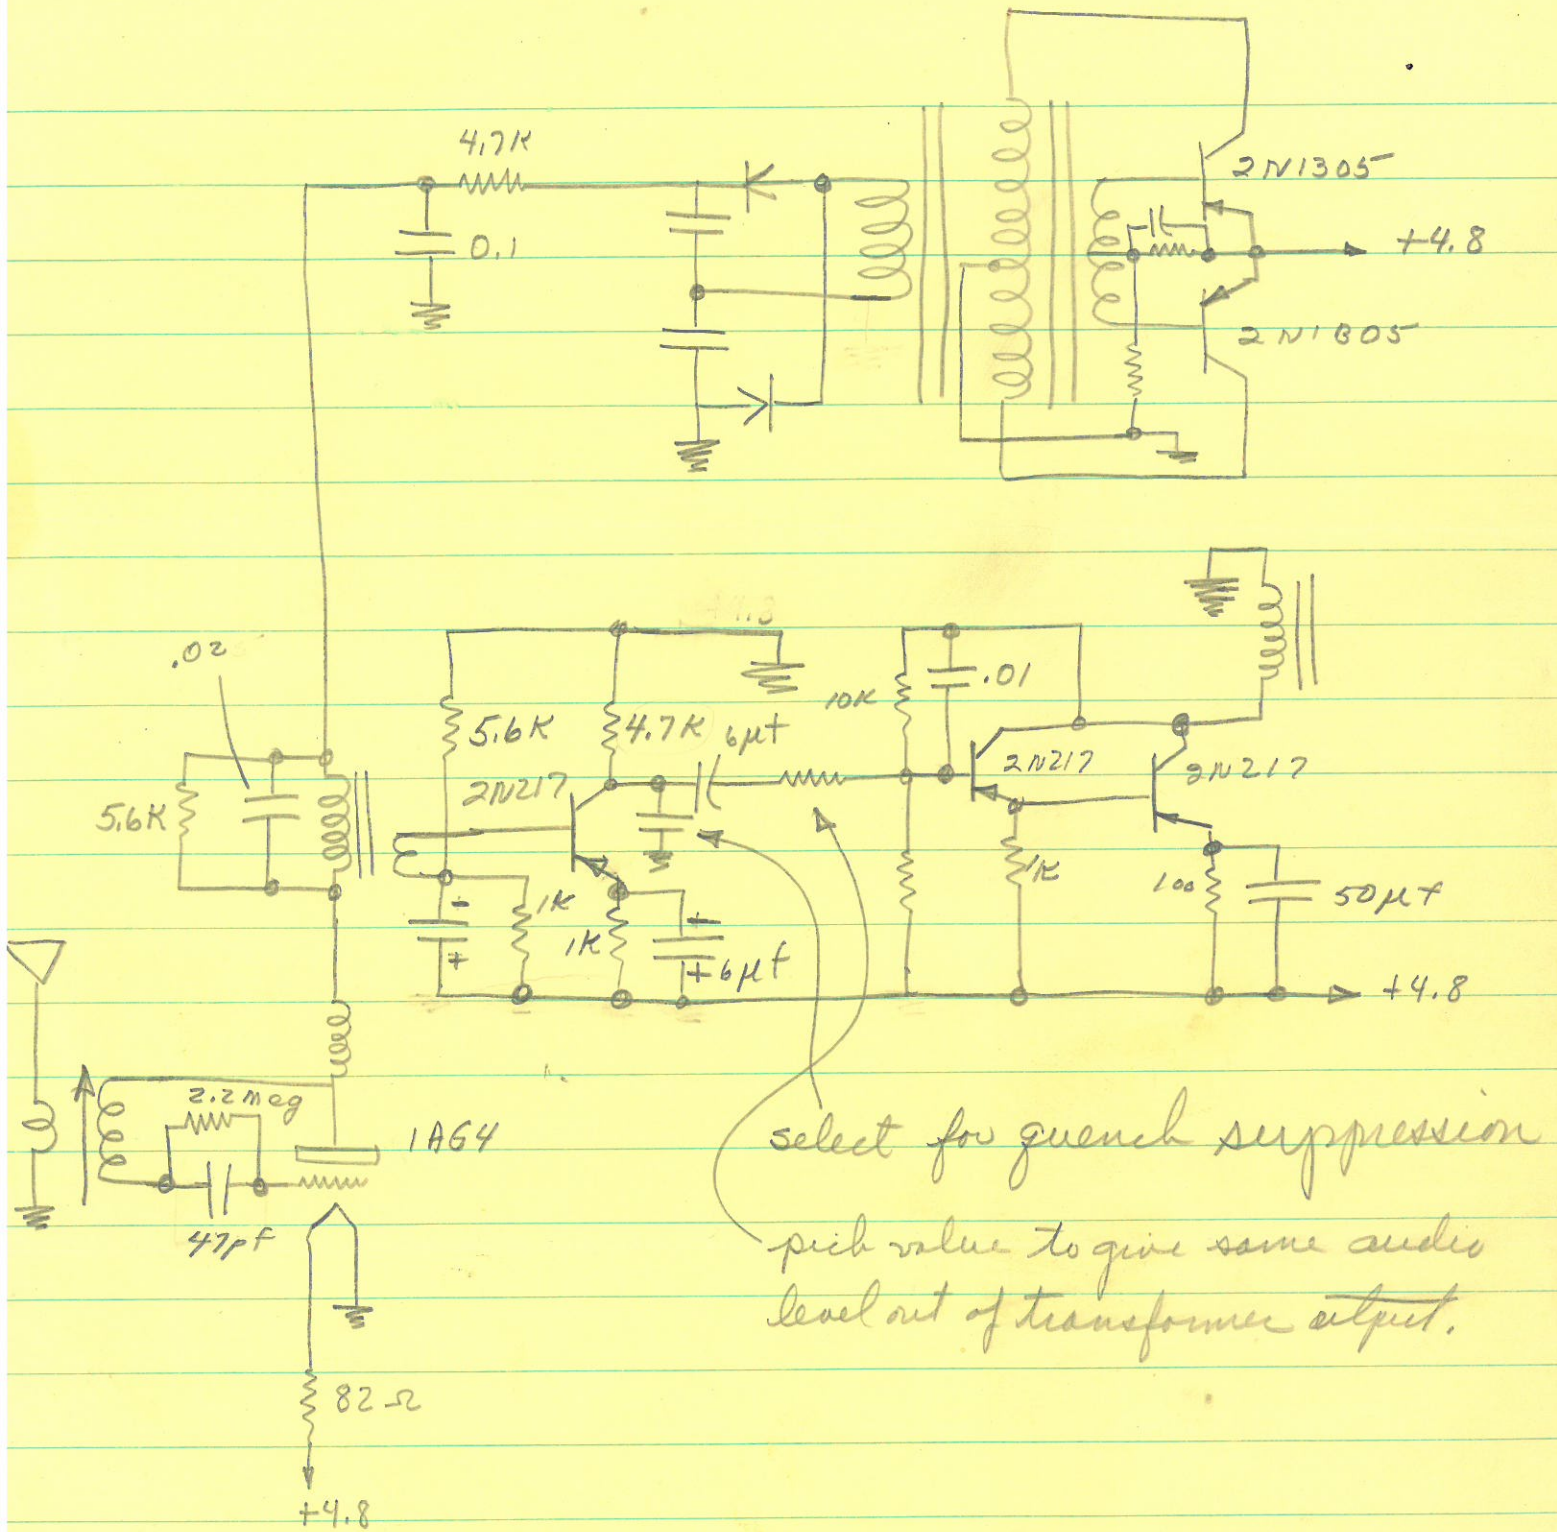 4.7K
2N1305
0.1
+4.8
2N1305
.02
10K
.01
5.6K
4.7K
6μf
2N217
2N217
2N217
5.6K
1K
1K
+6μf
-
+
+
1K
100
50μf
+4.8
2.2meg
1AG4
47pf
select for quench suppression
pick value to give same audio
level out of transformer output.
82Ω
+4.8